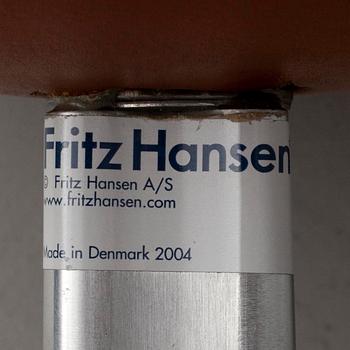 Fritz Hansen
© Fritz Hansen A/S
www.fritzhansen.com
Made in Denmark 2004